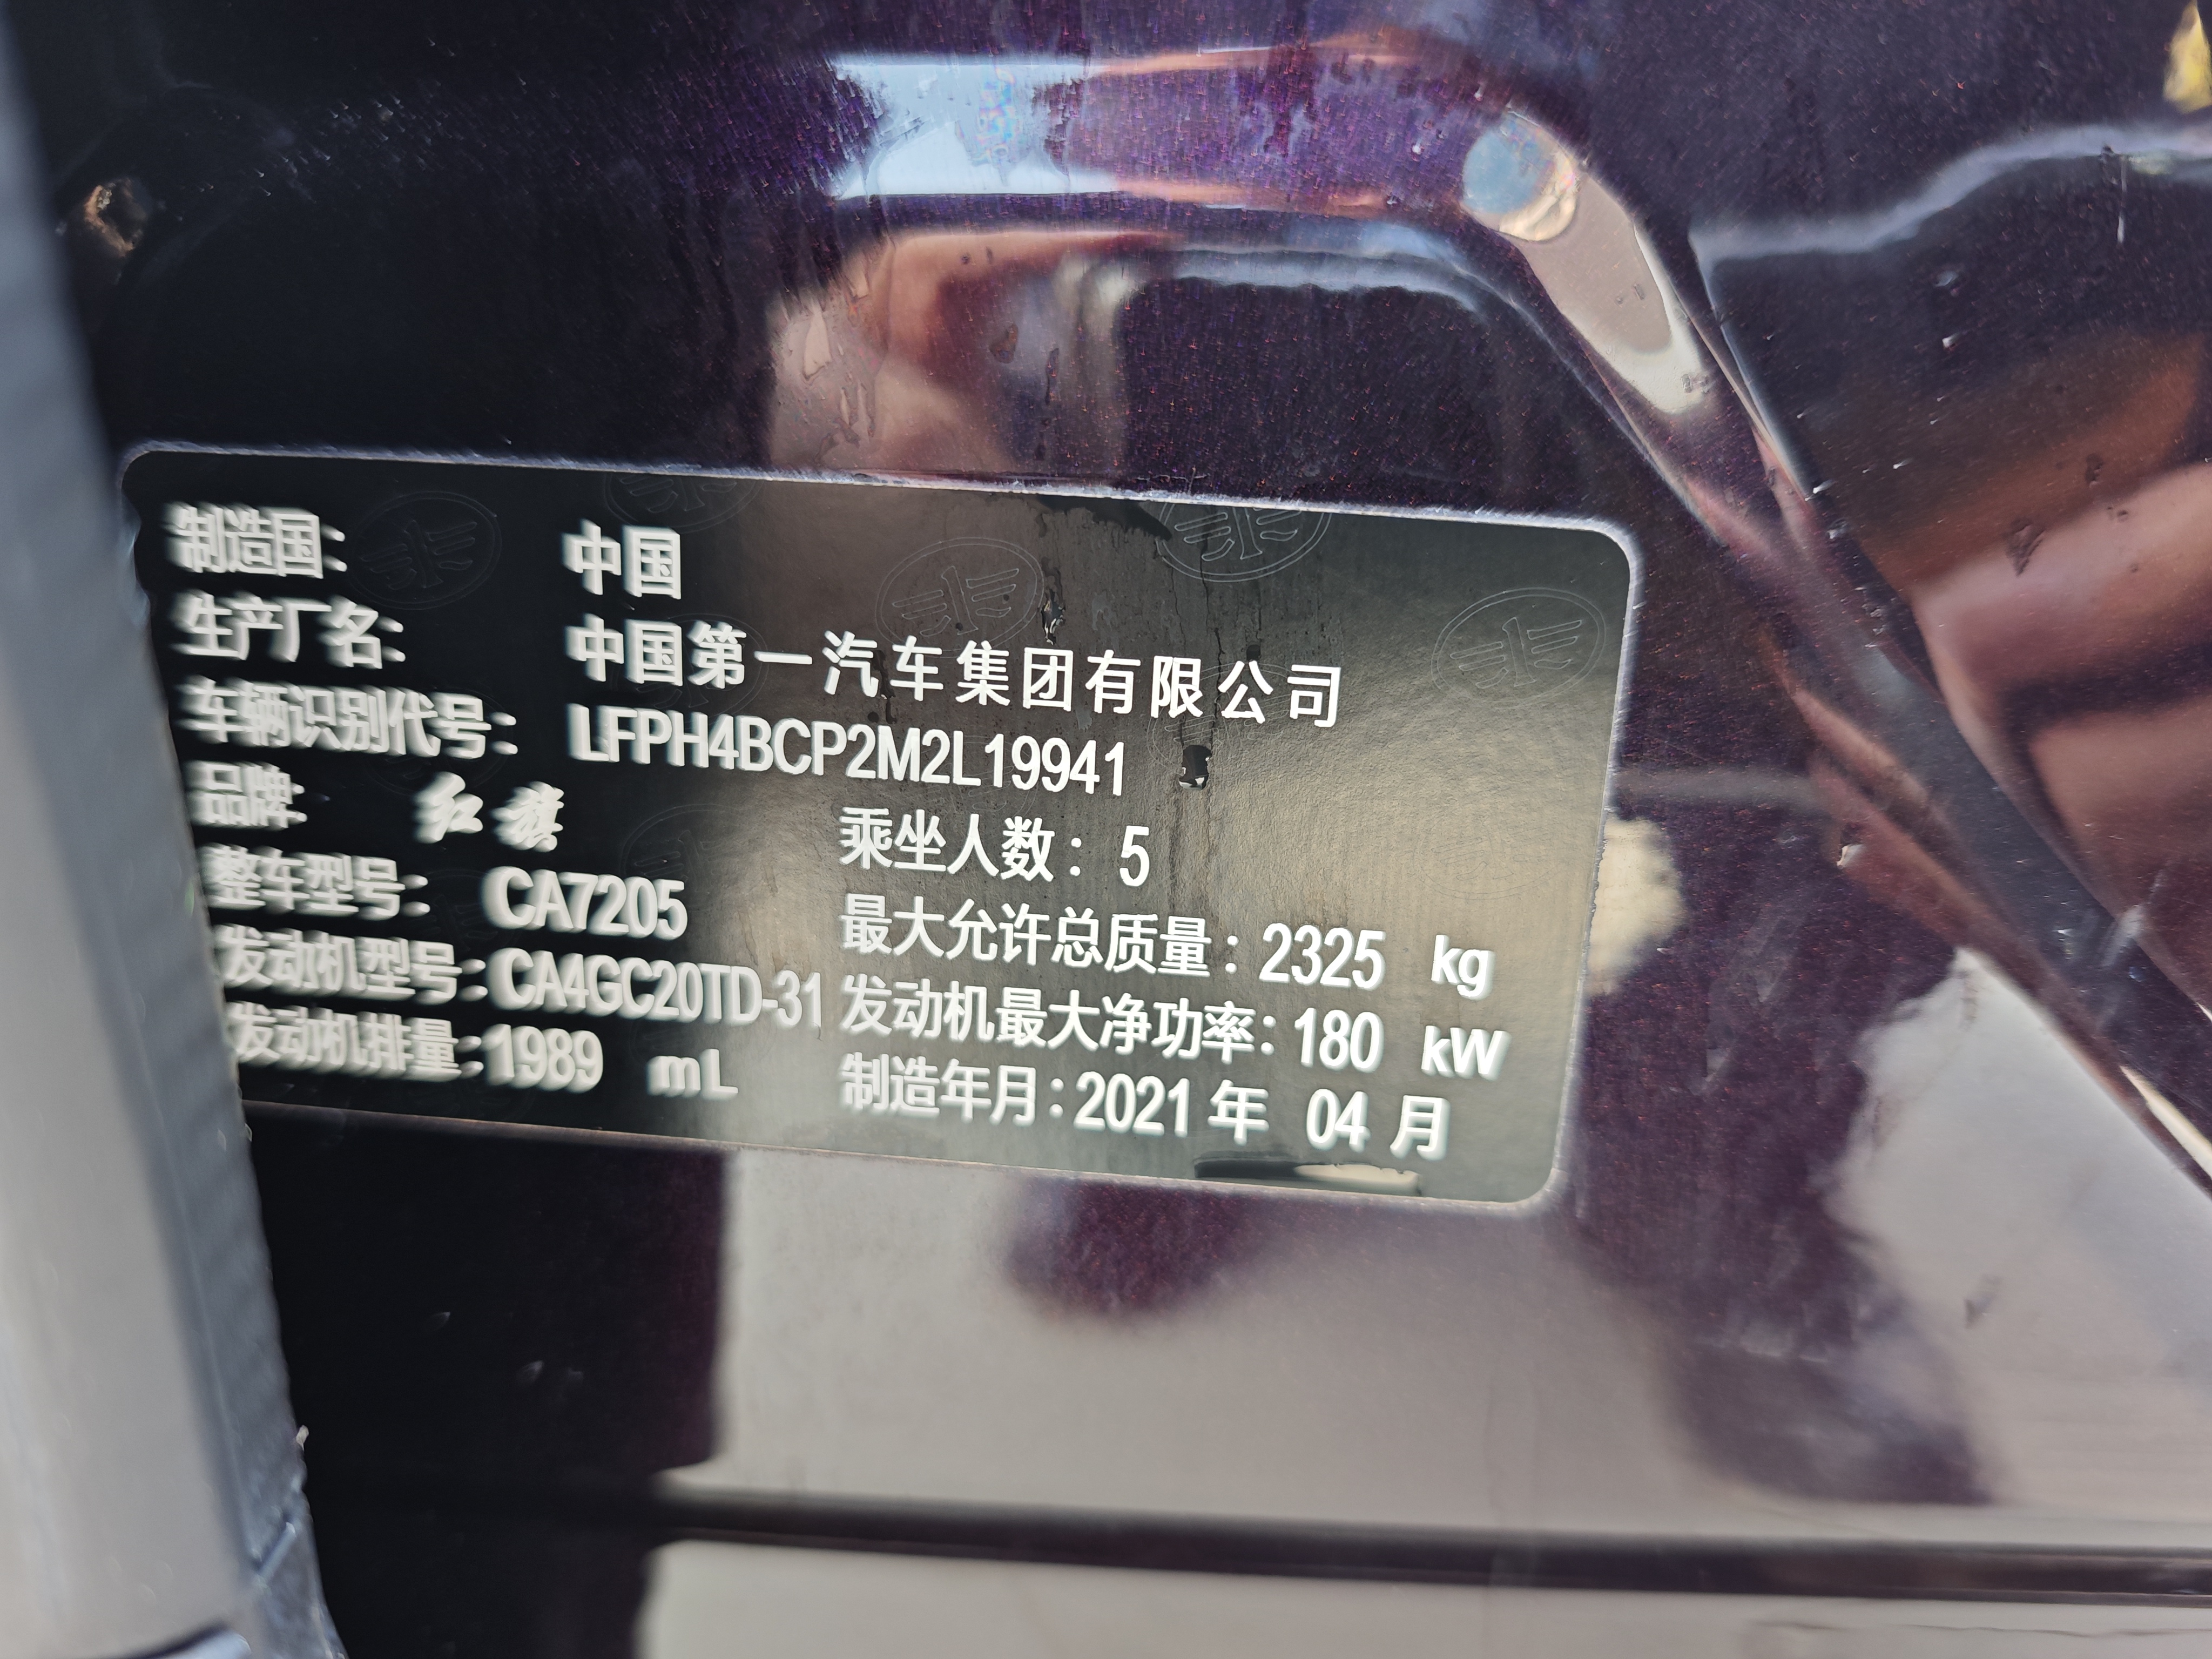 制造国： 中国
生产厂名： 中国第一汽车集团有限公司
车辆识别代号： LFPH4BCP2M2L19941
品牌： 红旗 乘坐人数： 5
整车型号： CA7205 最大允许总质量： 2325 kg
发动机型号：CA4GC20TD-31 发动机最大净功率：180 kW
发动机排量：1989 mL 制造年月：2021 年 04 月